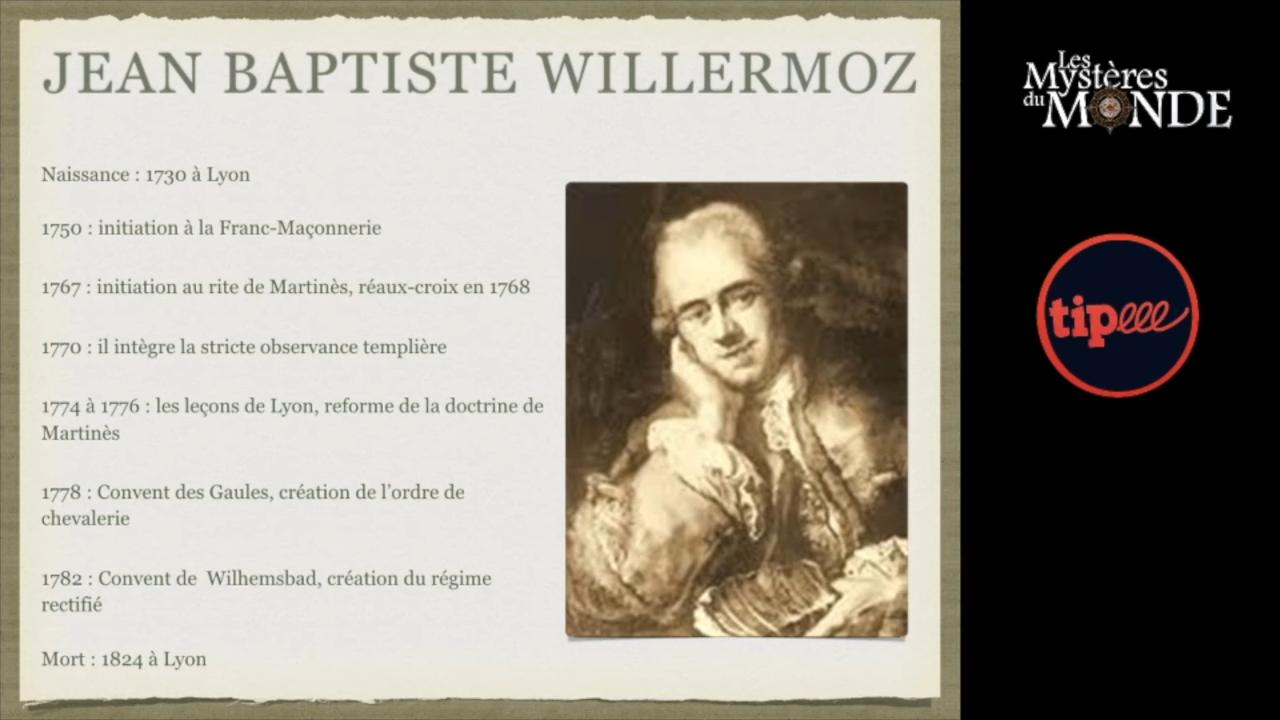 JEAN BAPTISTE WILLERMOZ
Naissance : 1730 à Lyon
1750 : initiation à la Franc-Maçonnerie
1767 : initiation au rite de Martinès, réaux-croix en 1768
1770 : il intègre la stricte observance templière
1774 à 1776 : les leçons de Lyon, reforme de la doctrine de
Martinès
1778 : Convent des Gaules, création de l'ordre de
chevalerie
1782 : Convent de  Wilhemsbad, création du régime
rectifié
Mort : 1824 à Lyon
Les
Mystères
du MONDE
tipeee